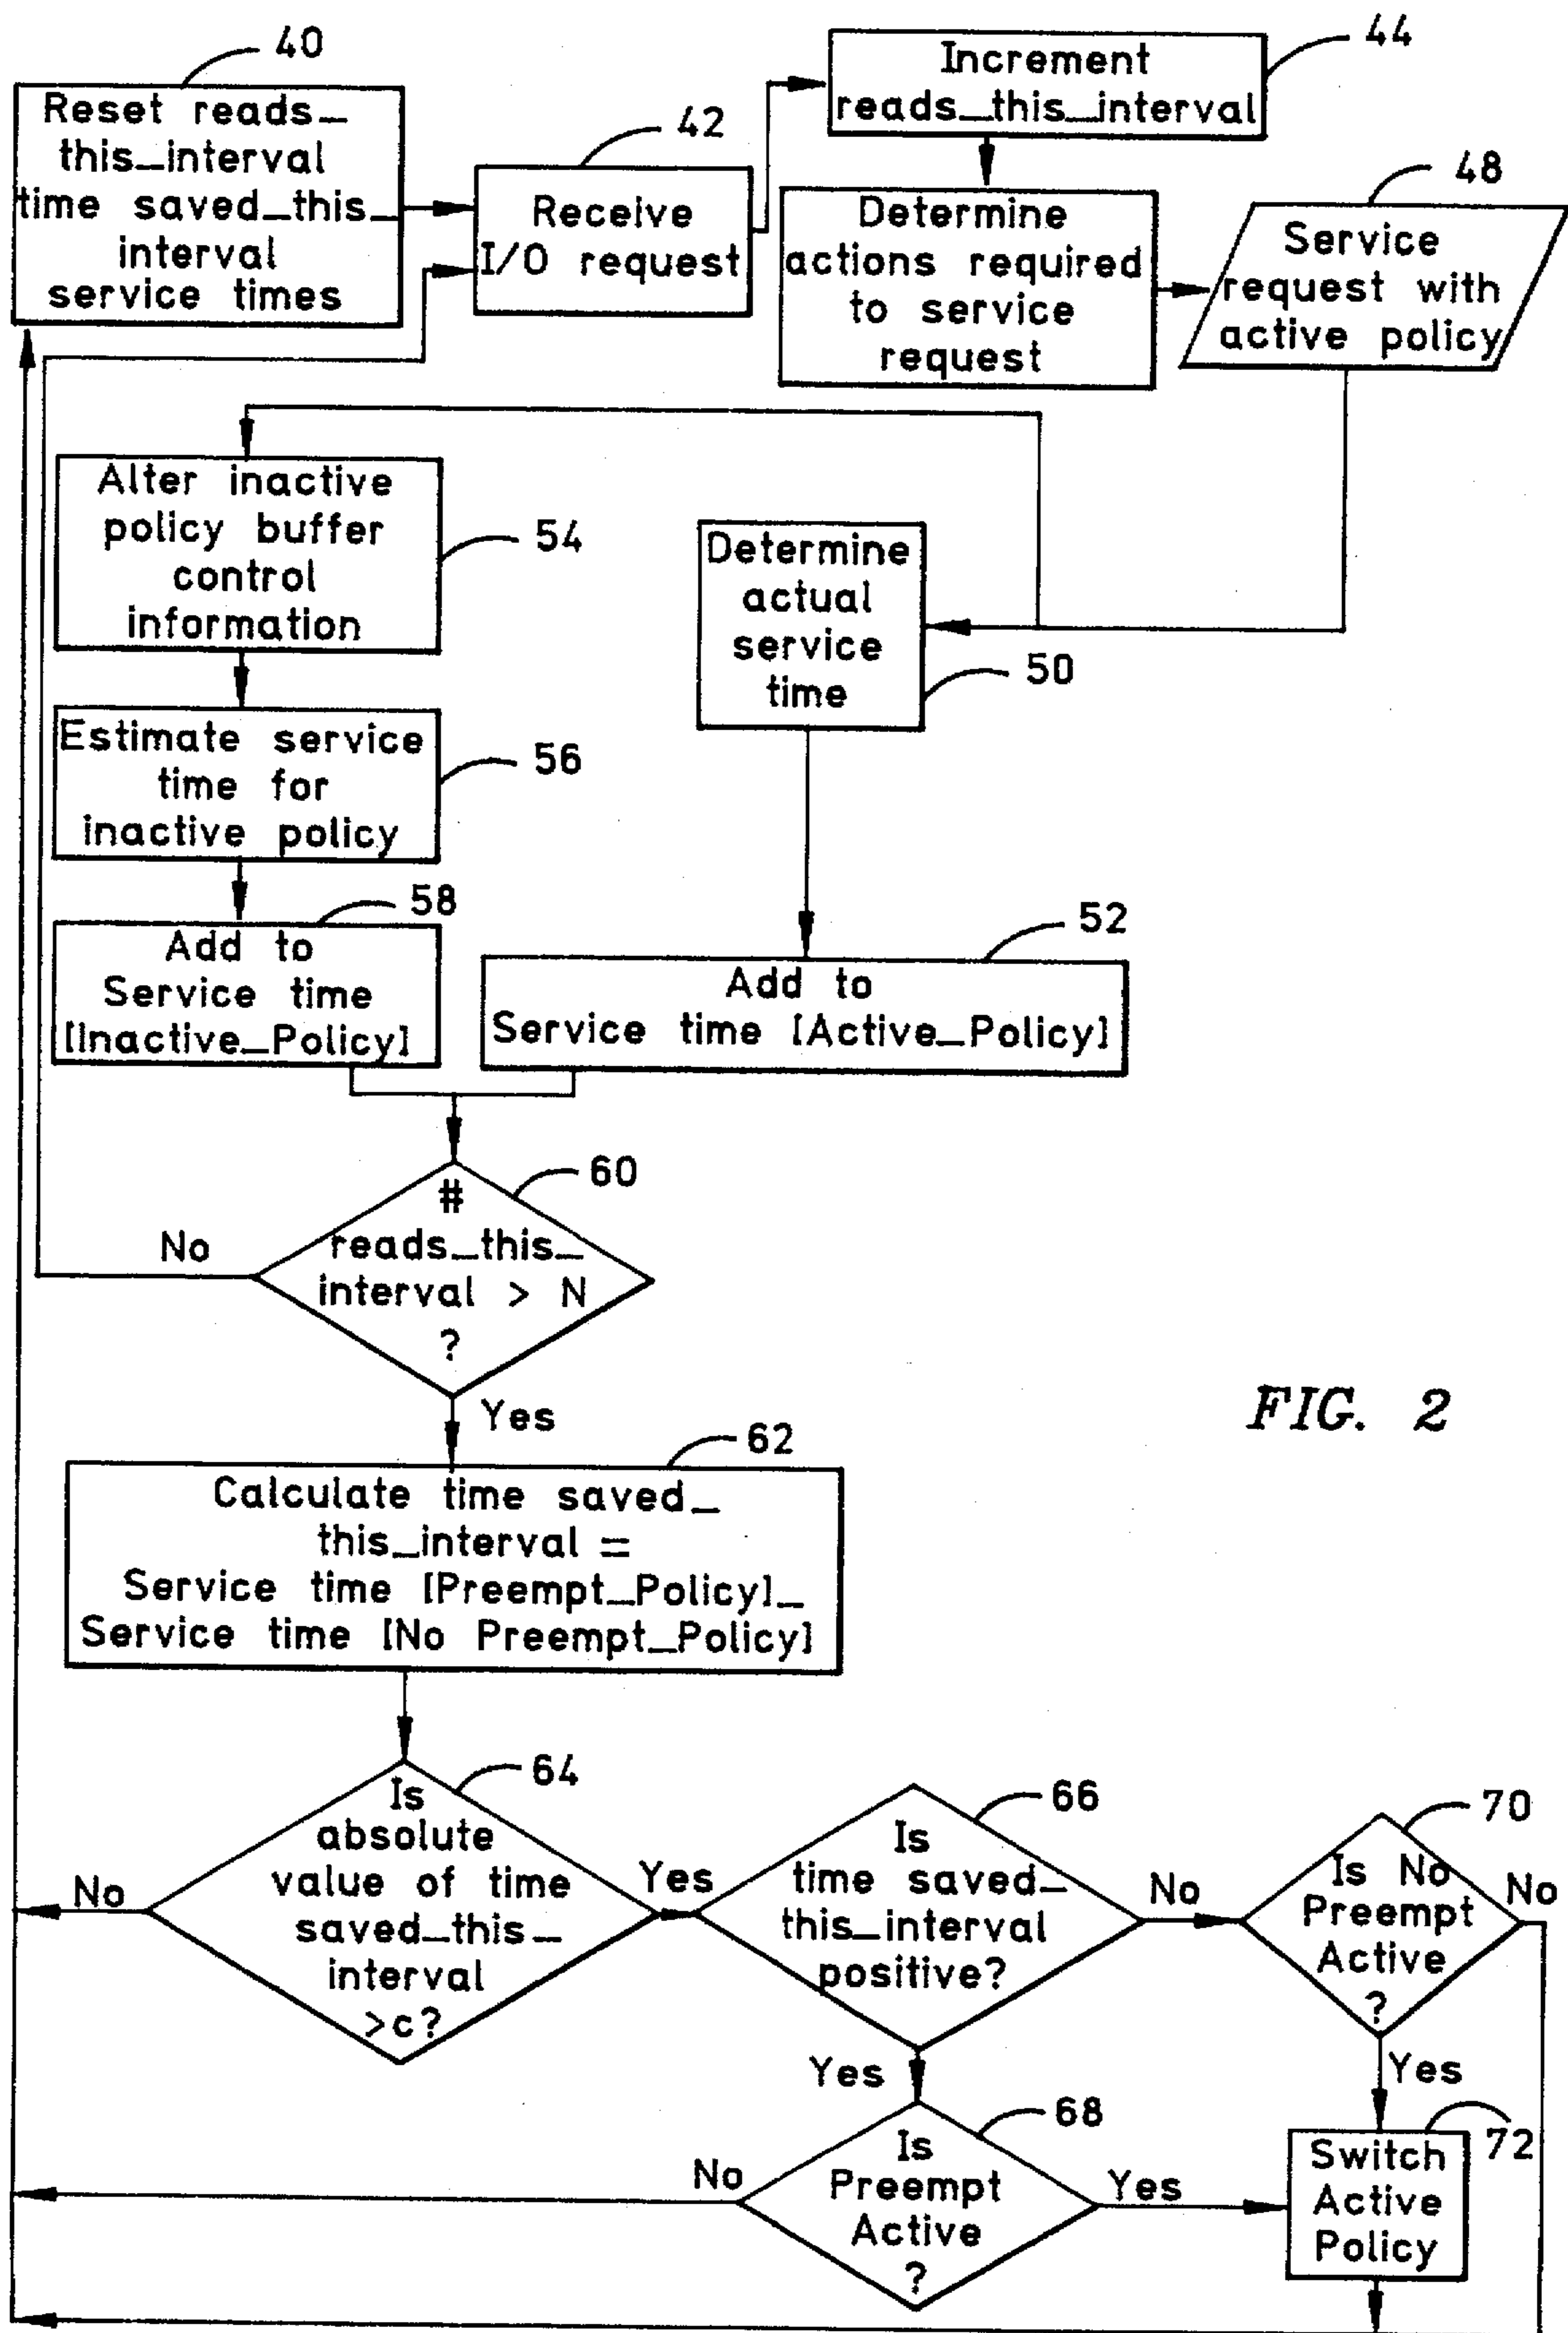 40
Reset reads_
this_interval
time saved_this_
interval
service times
42
Receive
I/O request
44
Increment
reads_this_interval
Determine
actions required
to service
request
48
Service
request with
active policy
Alter inactive
policy buffer
control
information
54
Determine
actual
service
time
50
Estimate service
time for
inactive policy
56
58
Add to
Service time
[Inactive_Policy]
52
Add to
Service time [Active_Policy]
60
#
reads_this_
interval > N
?
No
Yes
FIG. 2
62
Calculate time saved_
this_interval =
Service time [Preempt_Policy]_
Service time [No Preempt_Policy]
64
Is
absolute
value of time
saved_this_
interval
>c?
No
Yes
66
Is
time saved_
this_interval
positive?
No
Yes
70
Is No
Preempt
Active
?
No
Yes
68
Is
Preempt
Active
?
No
Yes
72
Switch
Active
Policy